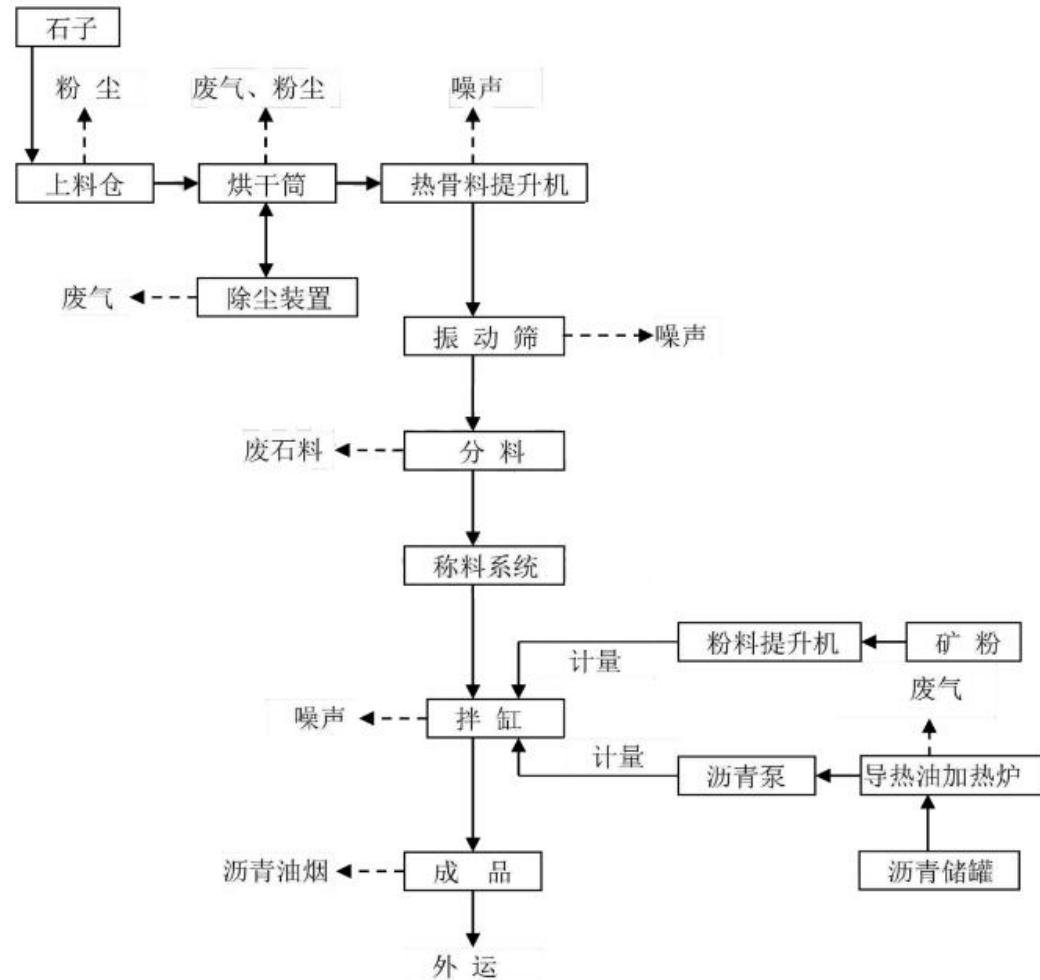 石子
粉 尘
废气、粉尘
噪声
上料仓
烘干筒
热骨料提升机
废气
除尘装置
振 动 筛
噪声
废石料
分 料
称料系统
计量
粉料提升机
矿 粉
废气
噪声
拌 缸
计量
沥青泵
导热油加热炉
沥青油烟
成 品
沥青储罐
外 运